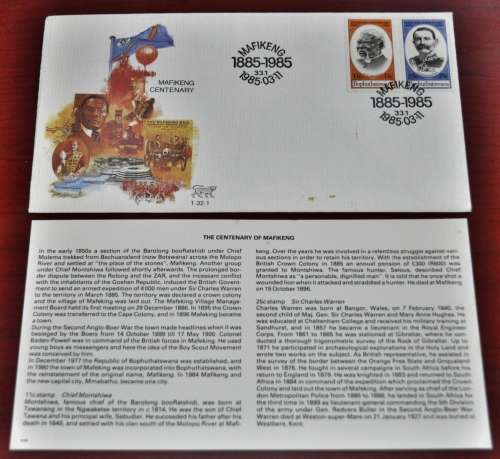 MAFIKENG
CENTENARY
MAFIKENG
1885-1985
331
1985·03·11
MAFIKENG
1885-1985
331
1985·03·11
Bophuthatswana
Bophuthatswana
1·32·1
THE CENTENARY OF MAFIKENG
In the early 1850s a section of the Barolong booRatshidi under Chief
Molema trekked from Bechuanaland (now Botswana) across the Molopo
River and settled at "the place of the stones", Mafikeng. Another group
under Chief Montshiwa followed shortly afterwards. The prolonged bor-
der dispute between the Rolong and the ZAR, and the incessant conflict
with the inhabitants of the Goshen Republic, induced the British Govern-
ment to send an armed expedition of 4000 men under Sir Charles Warren
to the territory in March 1885. The territory was declared a crown colony
and the village of Mafikeng was laid out. The Mafikeng Village Manage-
ment Board held its first meeting in December 1886. In 1895 the Crown
Colony was transferred to the Cape Colony, and in 1896 Mafikeng became
a town.
During the Second Anglo-Boer War the town made headlines when it was
besieged by the Boers from 14 October 1899 till 17 May 1900. Colonel
Baden-Powell was in command of the British forces in Mafikeng. He used
young boys as messengers and here the idea of the Boy Scout Movement
was conceived by him.
In December 1977 the Republic of Bophuthatswana was established, and
in 1980 the town of Mafeking was incorporated into Bophuthatswana, with
the reinstatement of the original name, Mafikeng. In 1984 Mafikeng and
the new capital city, Mmabatho, became one city.
11c stamp Chief Montshiwa
Montshiwa, famous chief of the Barolong booRatshidi, was born at
Tswaneng in the Ngwaketse territory in 1814. He was the son of Chief
Tawana and his principal wife, Sebudio. He succeeded his father after his
death in 1849, and settled with his clan south of the Molopo River at Mafi-
keng. Over the years he was involved in a relentless struggle against vari-
ous sections in order to retain his territory. With the establishment of the
British Crown Colony in 1885 an annual pension of £300 (R600) was
granted to Montshiwa. The famous hunter, Selous, described Chief
Montshiwa as "a personable, dignified man". It is told that he once shot a
wounded lion when it attacked and straddled a hunter. He died at Mafikeng
on 19 October 1896.
25c stamp Sir Charles Warren
Sir Charles Warren was born at Bangor, Wales, on 7 February 1840, the
second child of Maj. Gen. Sir Charles Warren and Mary Anne Hughes. He
was educated at Cheltenham College and received his military training at
Sandhurst, and in 1857 he became a lieutenant in the Royal Engineer
Corps. From 1861 to 1865 he was stationed at Gibraltar, where he con-
ducted a thorough trigonometric survey of the Rock of Gibraltar. Up to
1871 he participated in archaeological explorations in the Holy Land and
wrote two works on the subject. As British representative, he assisted in
the survey of the border between the Orange Free State and Griqualand
West in 1876. He fought in several campaigns in South Africa before his
return to England in 1879. He was knighted in 1883 and returned to South
Africa in 1884 in command of the expedition which proclaimed the Crown
Colony and laid out the town of Mafeking. After serving as chief of the Lon-
don Metropolitan Police from 1886 to 1888, he landed in South Africa for
the third time in 1899 as lieutenant-general commanding the 5th Division
of the army under Gen. Redvers Buller in the Second Anglo-Boer War.
Warren died at Weston-super-Mare on 21 January 1927 and was buried at
Westbere, Kent.